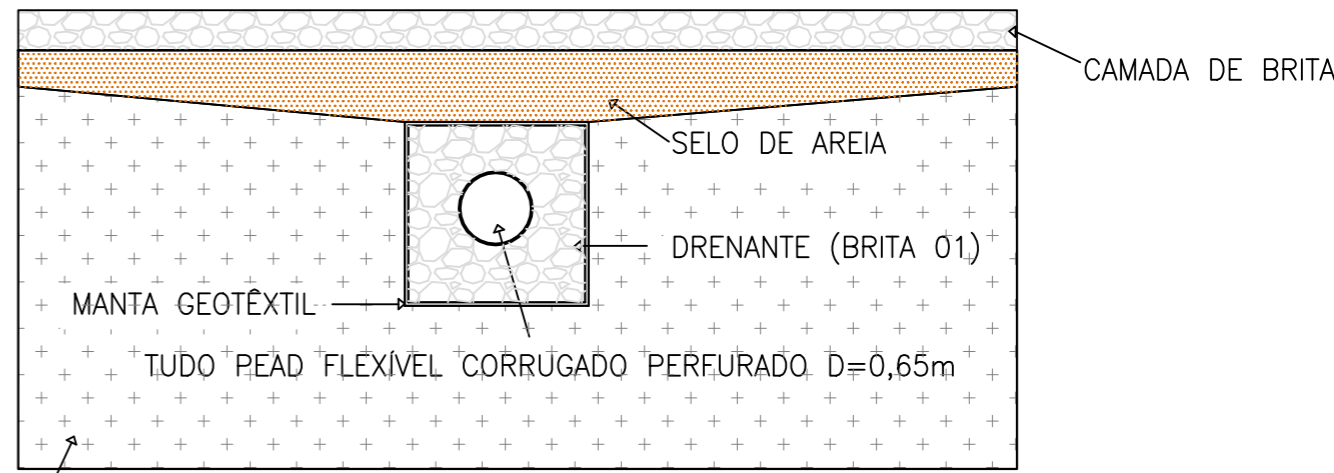 CAMADA DE BRITA
SELO DE AREIA
DRENANTE (BRITA 01)
MANTA GEOTÊXTIL
TUDO PEAD FLEXÍVEL CORRUGADO PERFURADO D=0,65m